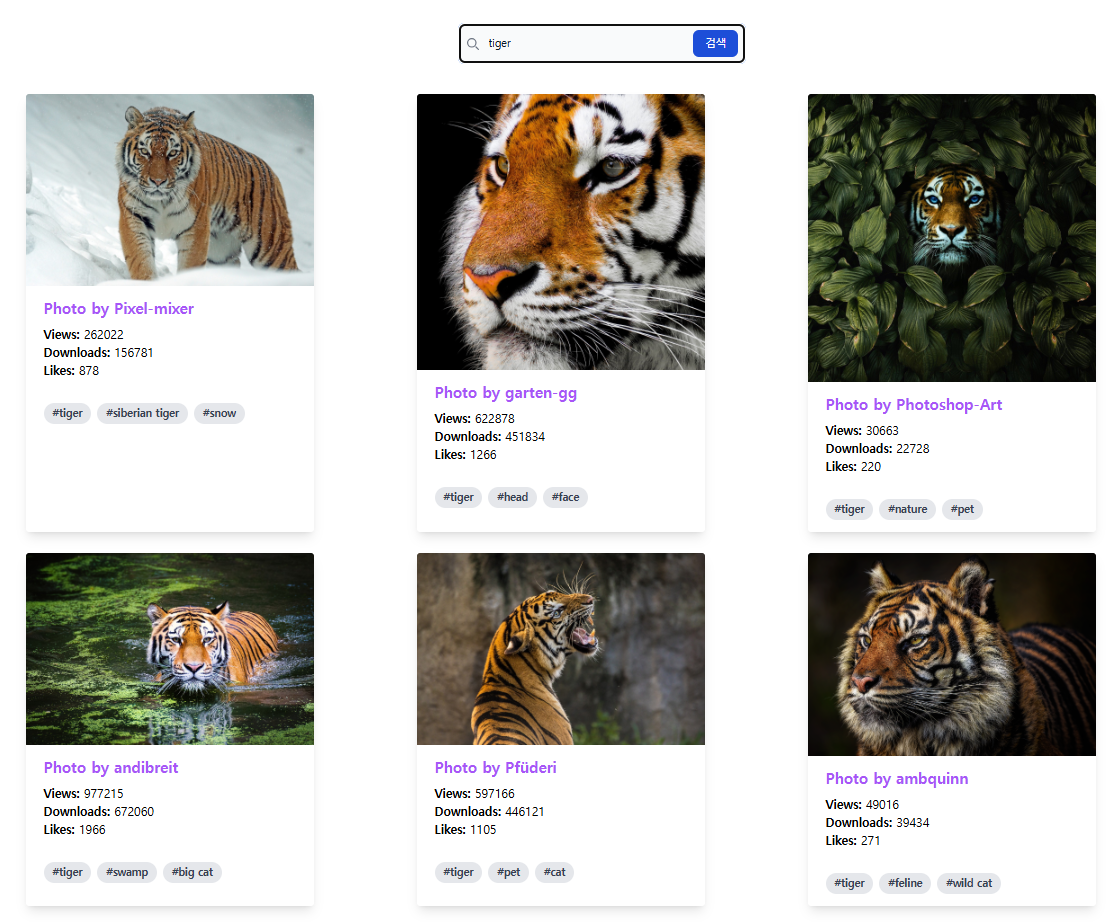 tiger
검색
Photo by Pixel-mixer
Views: 262022
Downloads: 156781
Likes: 878
#tiger #siberian tiger #snow
Photo by garten-gg
Views: 622878
Downloads: 451834
Likes: 1266
#tiger #head #face
Photo by Photoshop-Art
Views: 30663
Downloads: 22728
Likes: 220
#tiger #nature #pet
Photo by andibreit
Views: 977215
Downloads: 672060
Likes: 1966
#tiger #swamp #big cat
Photo by Pfüderi
Views: 597166
Downloads: 446121
Likes: 1105
#tiger #pet #cat
Photo by ambquinn
Views: 49016
Downloads: 39434
Likes: 271
#tiger #feline #wild cat